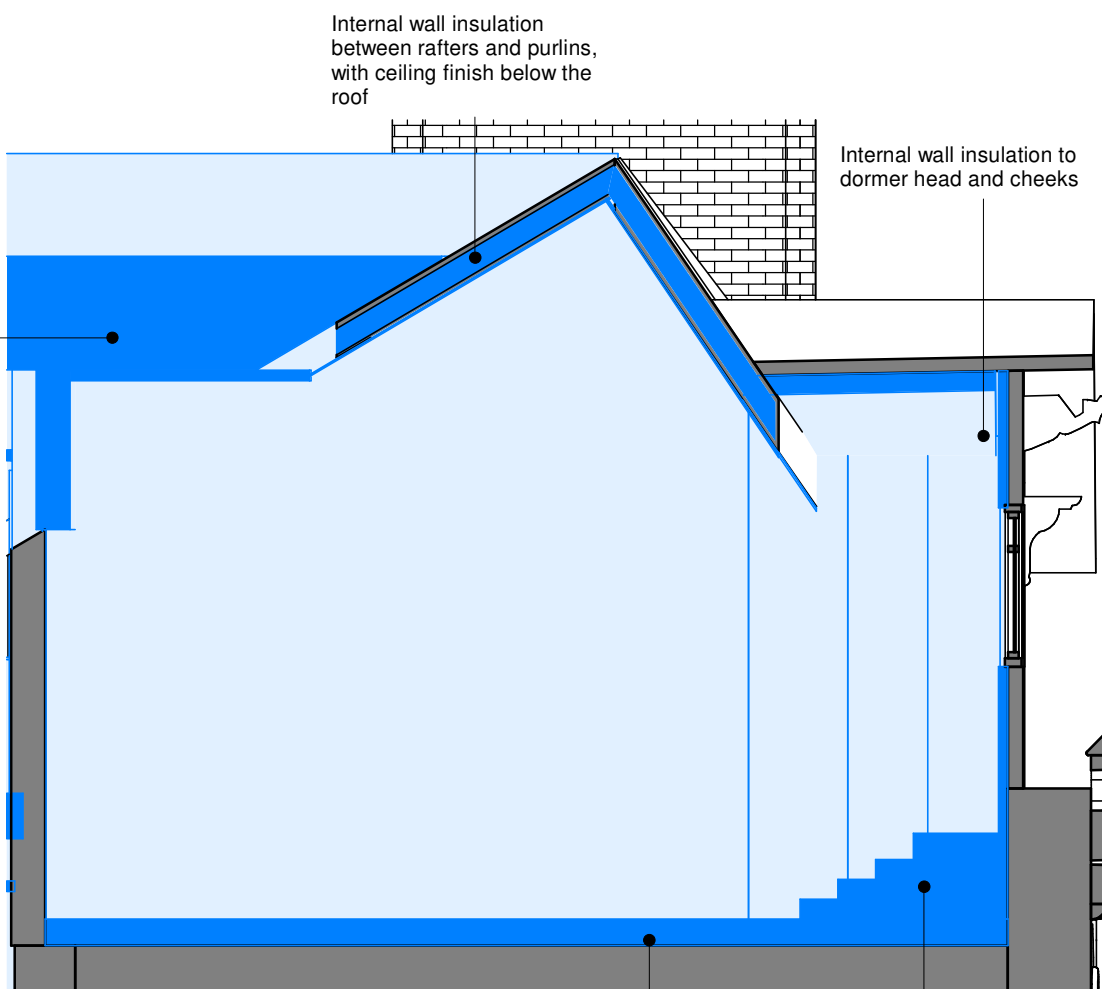 Internal wall insulation
between rafters and purlins,
with ceiling finish below the
roof
Internal wall insulation to
dormer head and cheeks